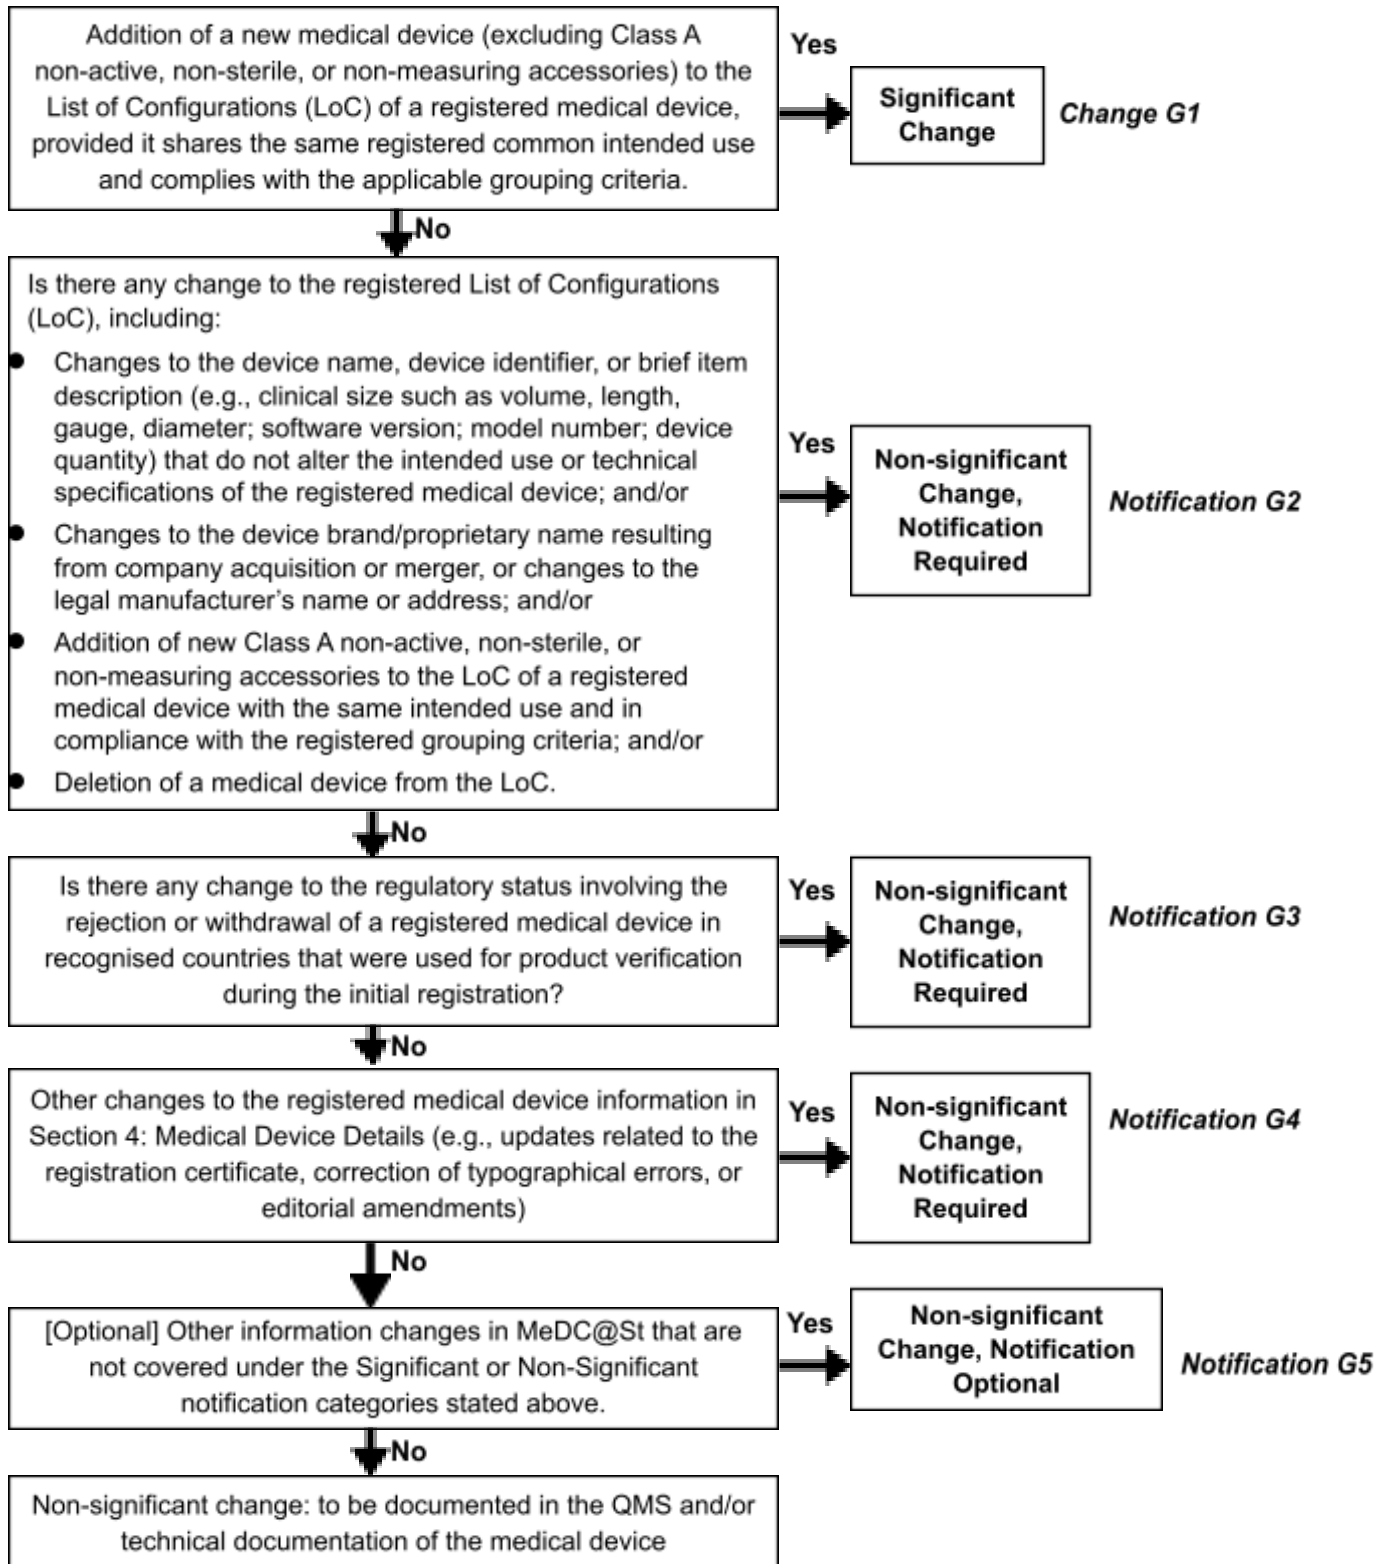 Addition of a new medical device (excluding Class A
non-active, non-sterile, or non-measuring accessories) to the
List of Configurations (LoC) of a registered medical device,
provided it shares the same registered common intended use
and complies with the applicable grouping criteria.
Yes
Significant
Change
Change G1
No
Is there any change to the registered List of Configurations
(LoC), including:
● Changes to the device name, device identifier, or brief item
description (e.g., clinical size such as volume, length,
gauge, diameter; software version; model number; device
quantity) that do not alter the intended use or technical
specifications of the registered medical device; and/or
● Changes to the device brand/proprietary name resulting
from company acquisition or merger, or changes to the
legal manufacturer’s name or address; and/or
● Addition of new Class A non-active, non-sterile, or
non-measuring accessories to the LoC of a registered
medical device with the same intended use and in
compliance with the registered grouping criteria; and/or
● Deletion of a medical device from the LoC.
Yes
Non-significant
Change,
Notification
Required
Notification G2
No
Is there any change to the regulatory status involving the
rejection or withdrawal of a registered medical device in
recognised countries that were used for product verification
during the initial registration?
Yes
Non-significant
Change,
Notification
Required
Notification G3
No
Other changes to the registered medical device information in
Section 4: Medical Device Details (e.g., updates related to the
registration certificate, correction of typographical errors, or
editorial amendments)
Yes
Non-significant
Change,
Notification
Required
Notification G4
No
[Optional] Other information changes in MeDC@St that are
not covered under the Significant or Non-Significant
notification categories stated above.
Yes
Non-significant
Change, Notification
Optional
Notification G5
No
Non-significant change: to be documented in the QMS and/or
technical documentation of the medical device